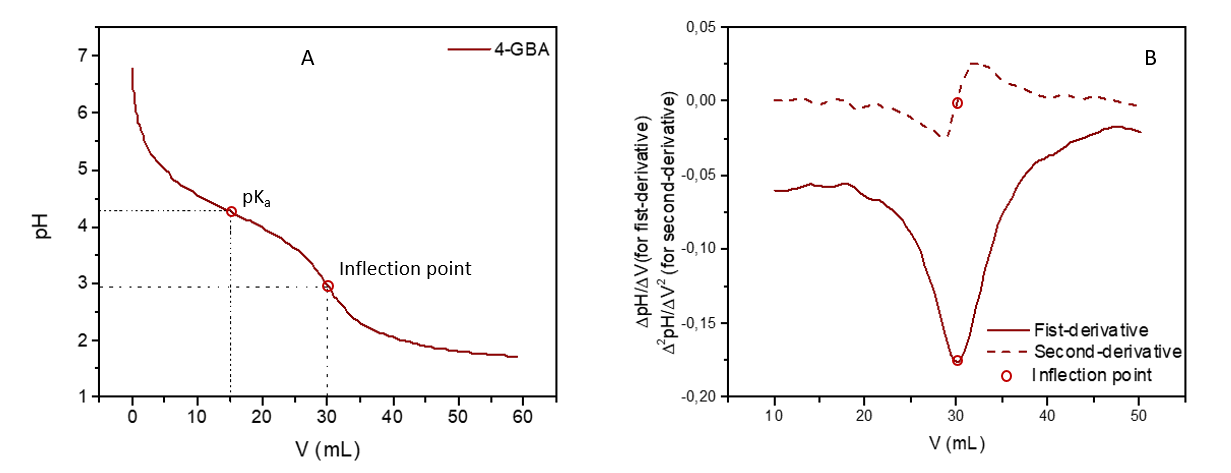 A
4-GBA
7
6
5
4
3
2
1
pH
pKa
Inflection point
0
10
20
30
40
50
60
V (mL)
B
0,05
0,00
-0,05
-0,10
-0,15
-0,20
ΔpH/ΔV(for fist-derivative)
Δ²pH/ΔV² (for second-derivative)
Fist-derivative
Second-derivative
Inflection point
10
20
30
40
50
V (mL)